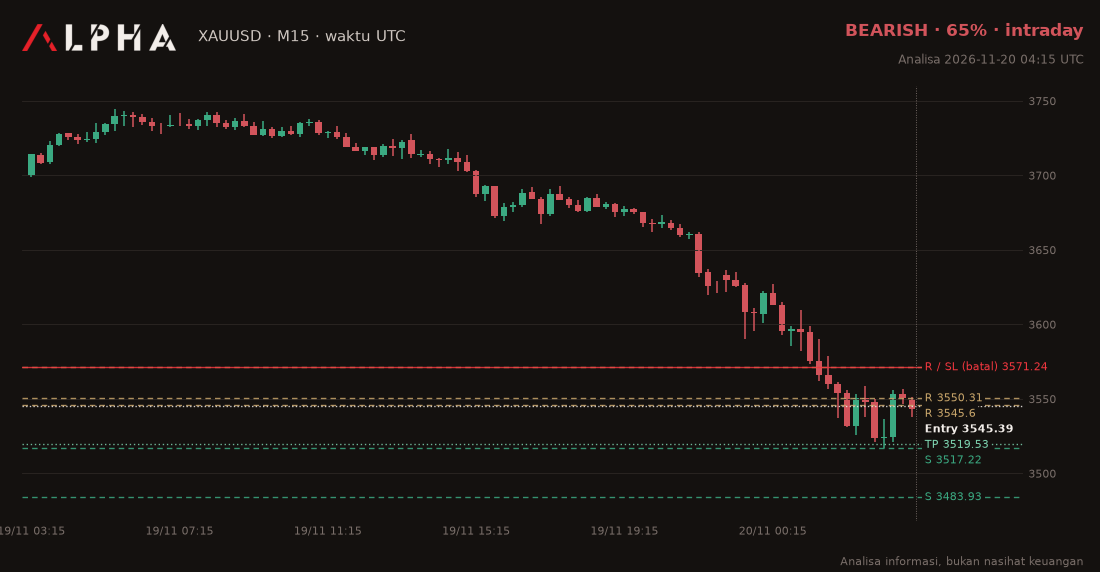 ALPHA
XAUUSD · M15 · waktu UTC
BEARISH · 65% · intraday
Analisa 2026-11-20 04:15 UTC
3750
3700
3650
3600
R / SL (batal) 3571.24
3550
R 3550.31
R 3545.6
Entry 3545.39
TP 3519.53
S 3517.22
3500
S 3483.93
19/11 03:15
19/11 07:15
19/11 11:15
19/11 15:15
19/11 19:15
20/11 00:15
Analisa informasi, bukan nasihat keuangan